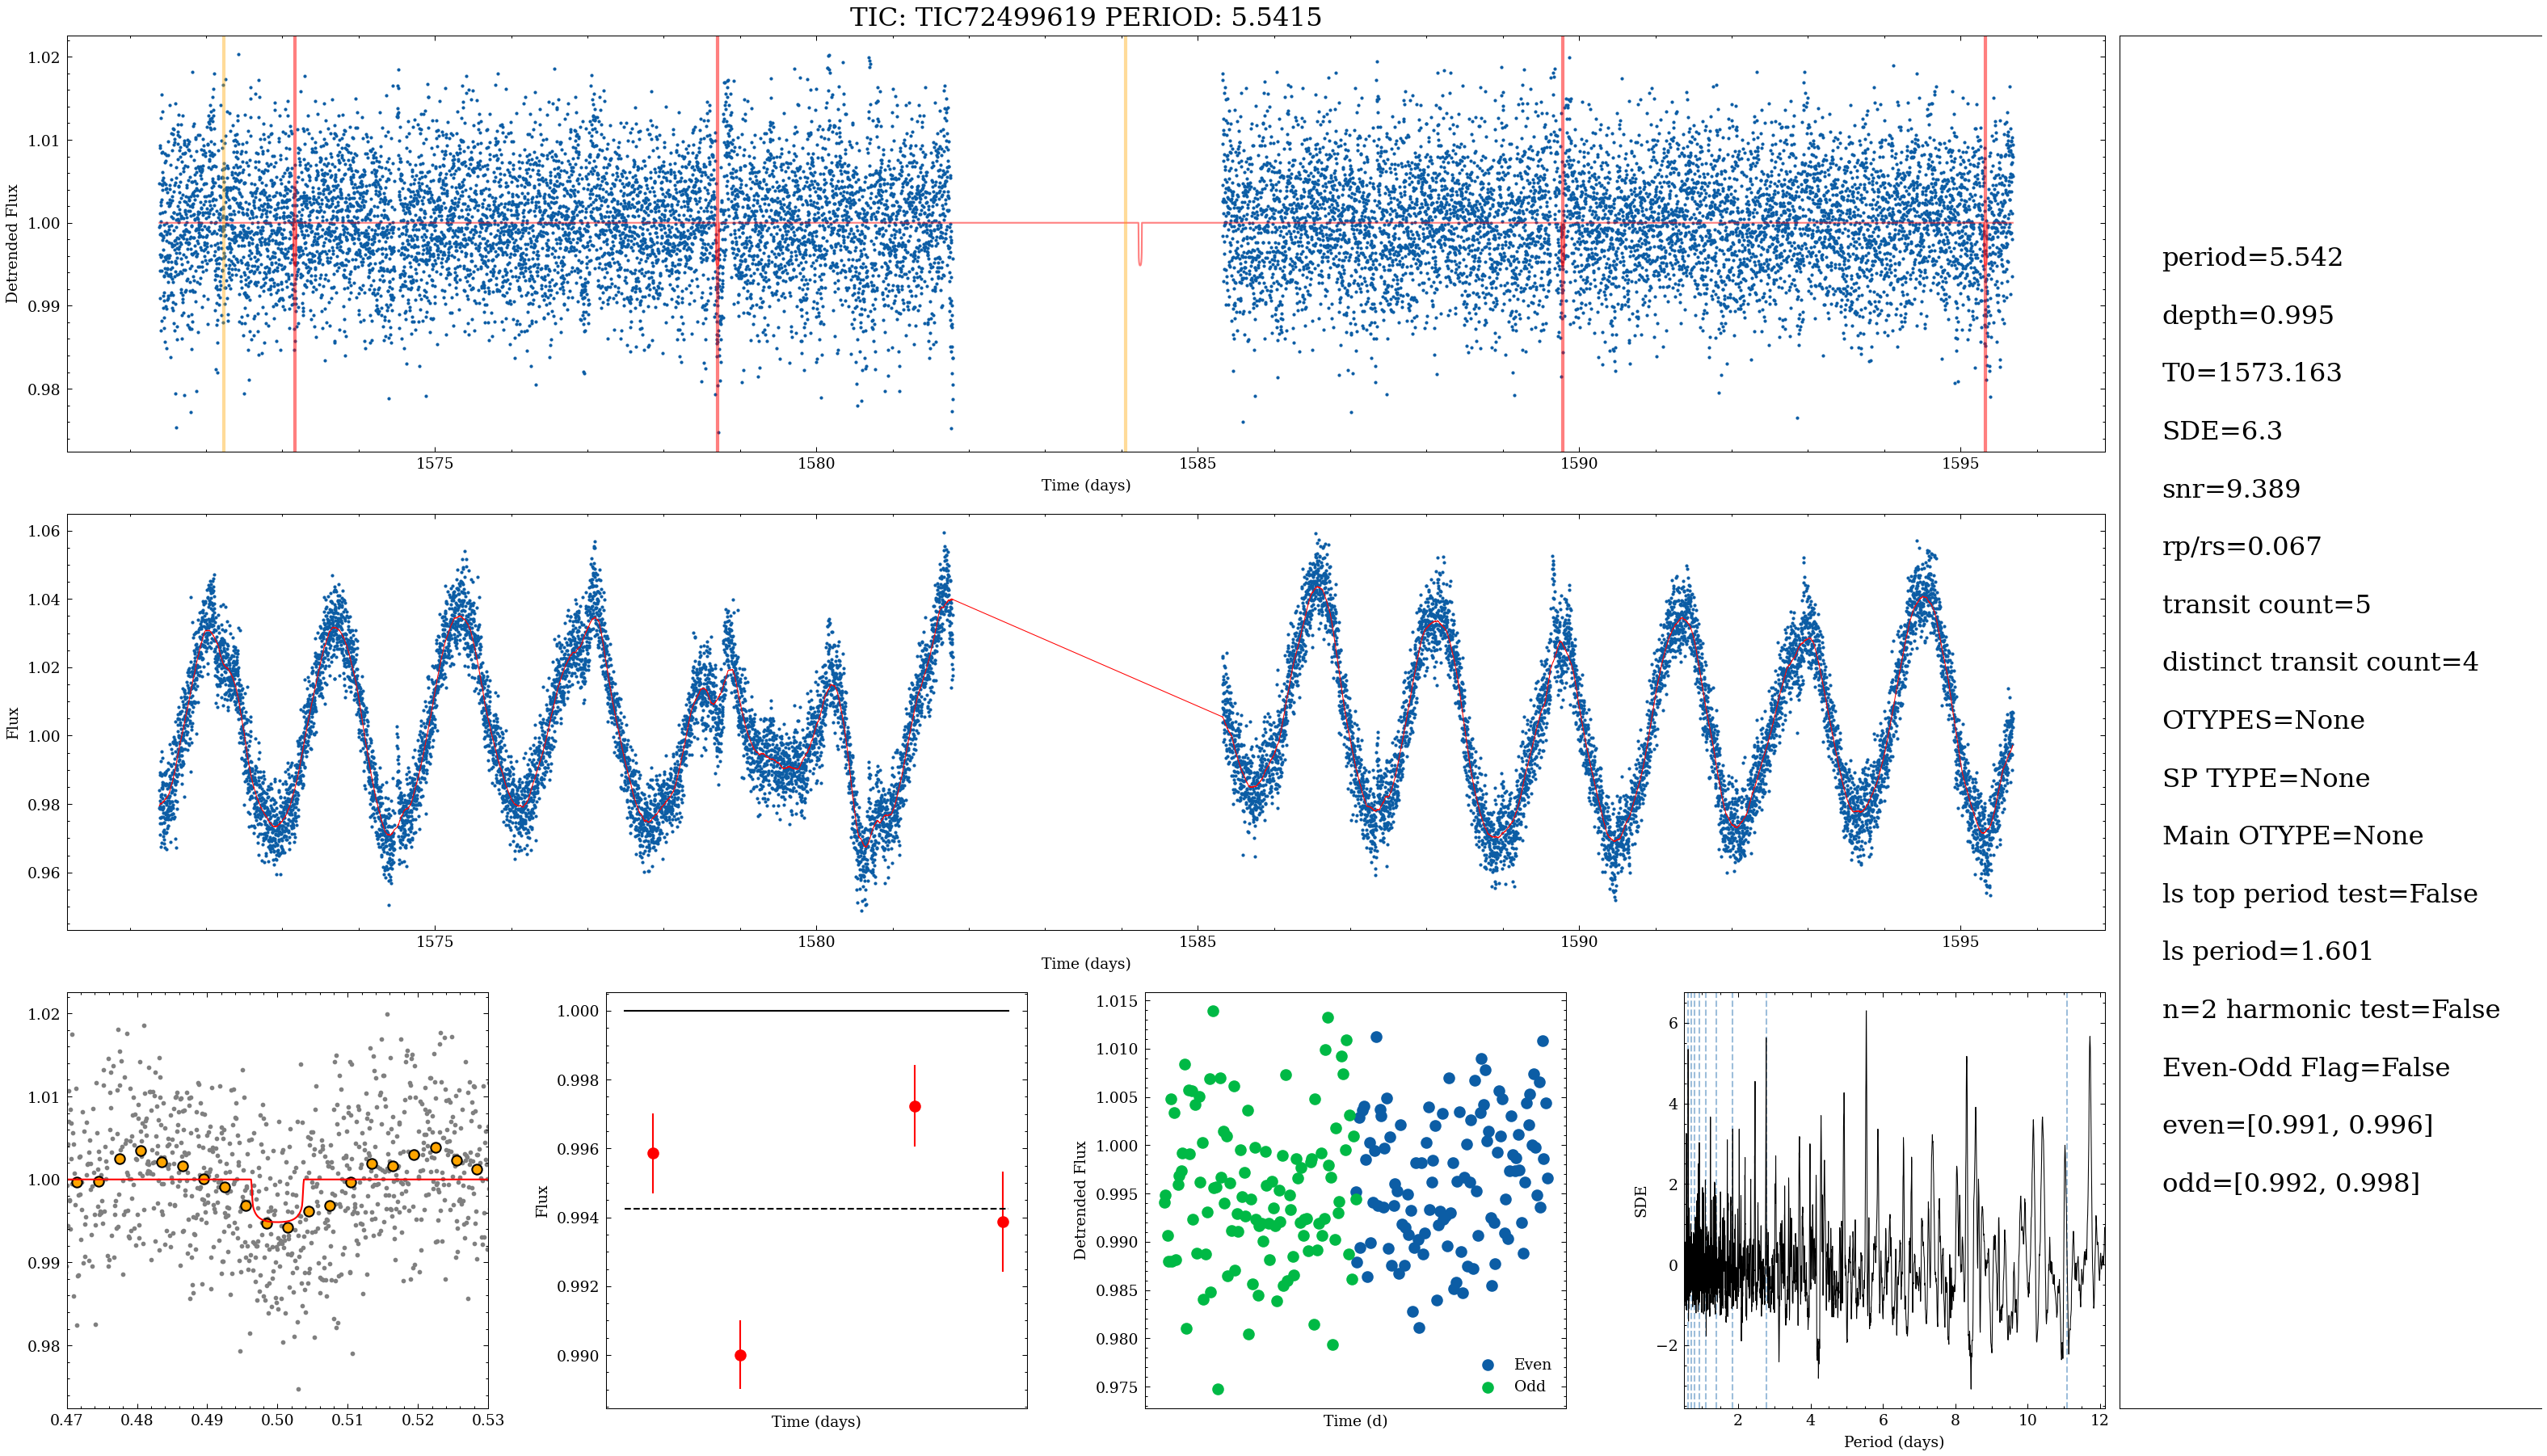 TIC: TIC72499619 PERIOD: 5.5415
1.02
1.01
1.00
0.99
0.98
Detrended Flux
1575
1580
1585
1590
1595
Time (days)
1.06
1.04
1.02
1.00
0.98
0.96
Flux
1575
1580
1585
1590
1595
Time (days)
1.02
1.01
1.00
0.99
0.98
0.47
0.48
0.49
0.50
0.51
0.52
0.53
1.000
0.998
0.996
0.994
0.992
0.990
Flux
Time (days)
1.015
1.010
1.005
1.000
0.995
0.990
0.985
0.980
0.975
Detrended Flux
Even
Odd
Time (d)
6
4
2
0
−2
SDE
2
4
6
8
10
12
Period (days)
period=5.542
depth=0.995
T0=1573.163
SDE=6.3
snr=9.389
rp/rs=0.067
transit count=5
distinct transit count=4
OTYPES=None
SP TYPE=None
Main OTYPE=None
ls top period test=False
ls period=1.601
n=2 harmonic test=False
Even-Odd Flag=False
even=[0.991, 0.996]
odd=[0.992, 0.998]